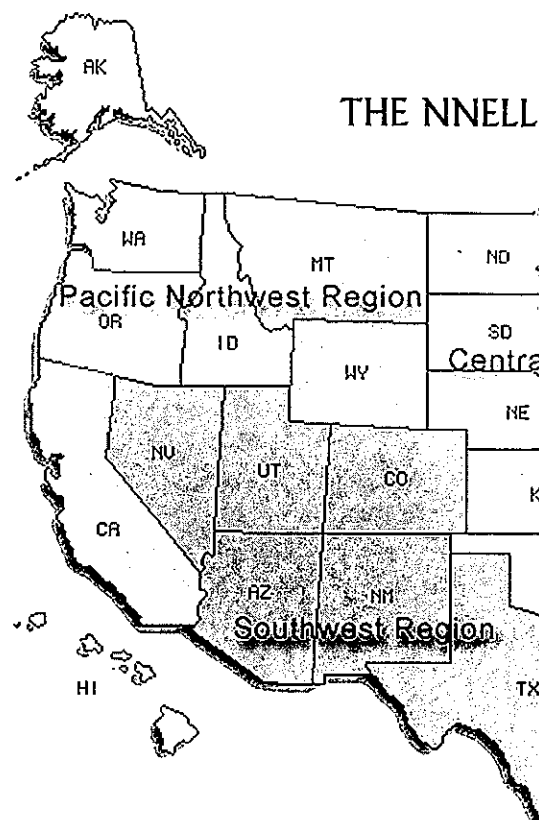 AK
THE NNELL
WA
MT
ND
Pacific Northwest Region
OR
ID
SD
Centra
WY
NE
NV
UT
CO
K
CA
AZ
NM
Southwest Region
HI
TX